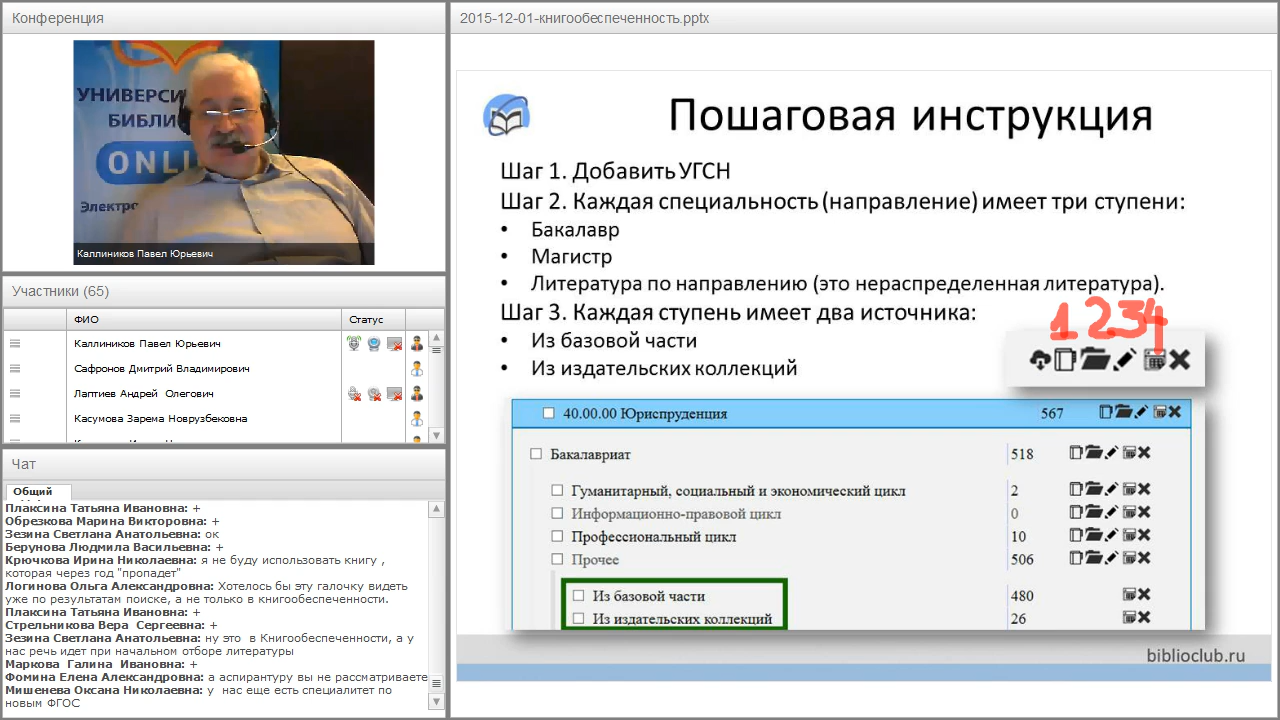 Конференция
УНИВЕРСИ
БИБЛИО
ONLI
Электро
Каллиников Павел Юрьевич
Участники (65)
ФИО Статус
Каллиников Павел Юрьевич
Сафронов Дмитрий Владимирович
Лаптиев Андрей Олегович
Касумова Зарема Новрузбековна
Чат
Общий
Плаксина Татьяна Ивановна: +
Обрезкова Марина Викторовна: +
Зезина Светлана Анатольевна: ок
Берунова Людмила Васильевна: +
Крючкова Ирина Николаевна: я не буду использовать книгу ,
которая через год "пропадет"
Логинова Ольга Александровна: Хотелось бы эту галочку видеть
уже по результатам поиске, а не только в книгообеспеченности.
Плаксина Татьяна Ивановна: +
Стрельникова Вера Сергеевна: +
Зезина Светлана Анатольевна: ну это в Книгообеспеченности, а у
нас речь идет при начальном отборе литературы
Маркова Галина Ивановна: +
Фомина Елена Александровна: а аспирантуру вы не рассматриваете
Мишенева Оксана Николаевна: у нас еще есть специалитет по
новым ФГОС
2015-12-01-книгообеспеченность.pptx
Пошаговая инструкция
Шаг 1. Добавить УГСН
Шаг 2. Каждая специальность (направление) имеет три ступени:
• Бакалавр
• Магистр
• Литература по направлению (это нераспределенная литература).
Шаг 3. Каждая ступень имеет два источника:
• Из базовой части
• Из издательских коллекций
1 2 3 4
40.00.00 Юриспруденция 567
Бакалавриат 518
Гуманитарный, социальный и экономический цикл 2
Информационно-правовой цикл 0
Профессиональный цикл 10
Прочее 506
Из базовой части 480
Из издательских коллекций 26
biblioclub.ru